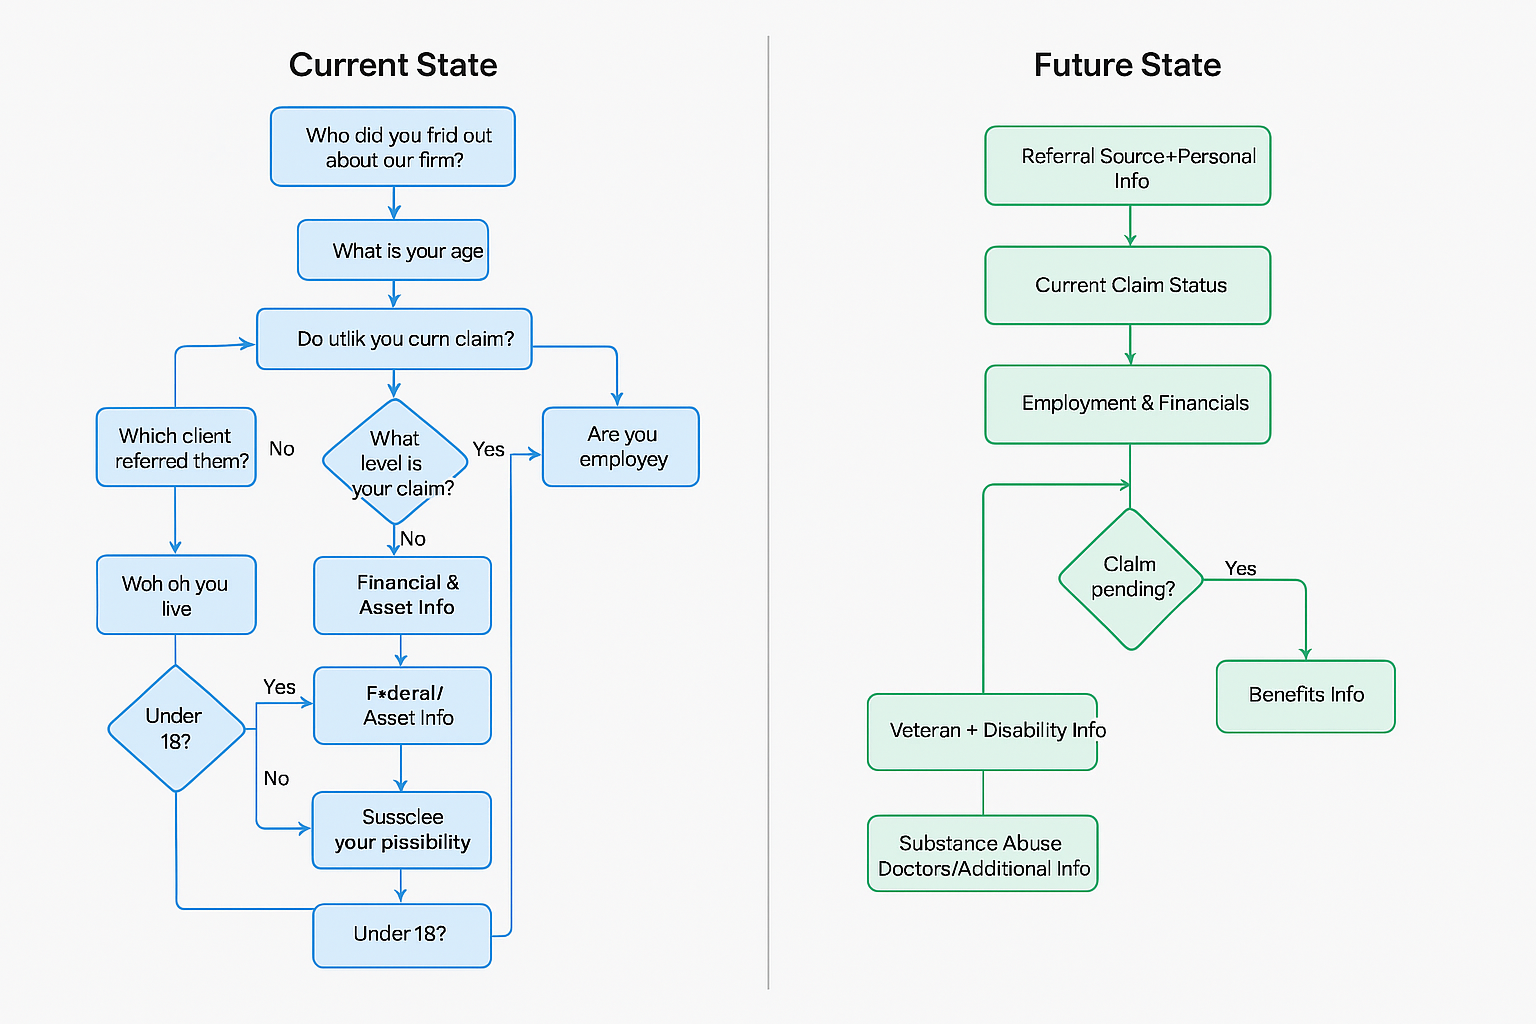 Current State
Who did you frid out
about our firm?
What is your age
Do utlik you curn claim?
Which client
referred them?
No
What
level is
your claim?
Yes
Are you
employey
No
Woh oh you
live
Financial &
Asset Info
Under
18?
Yes
F*deral/
Asset Info
No
Sussclee
your pissibility
Under 18?
Future State
Referral Source+Personal
Info
Current Claim Status
Employment & Financials
Clalm
pending?
Yes
Benefits Info
Veteran + Disability Info
Substance Abuse
Doctors/Additional Info